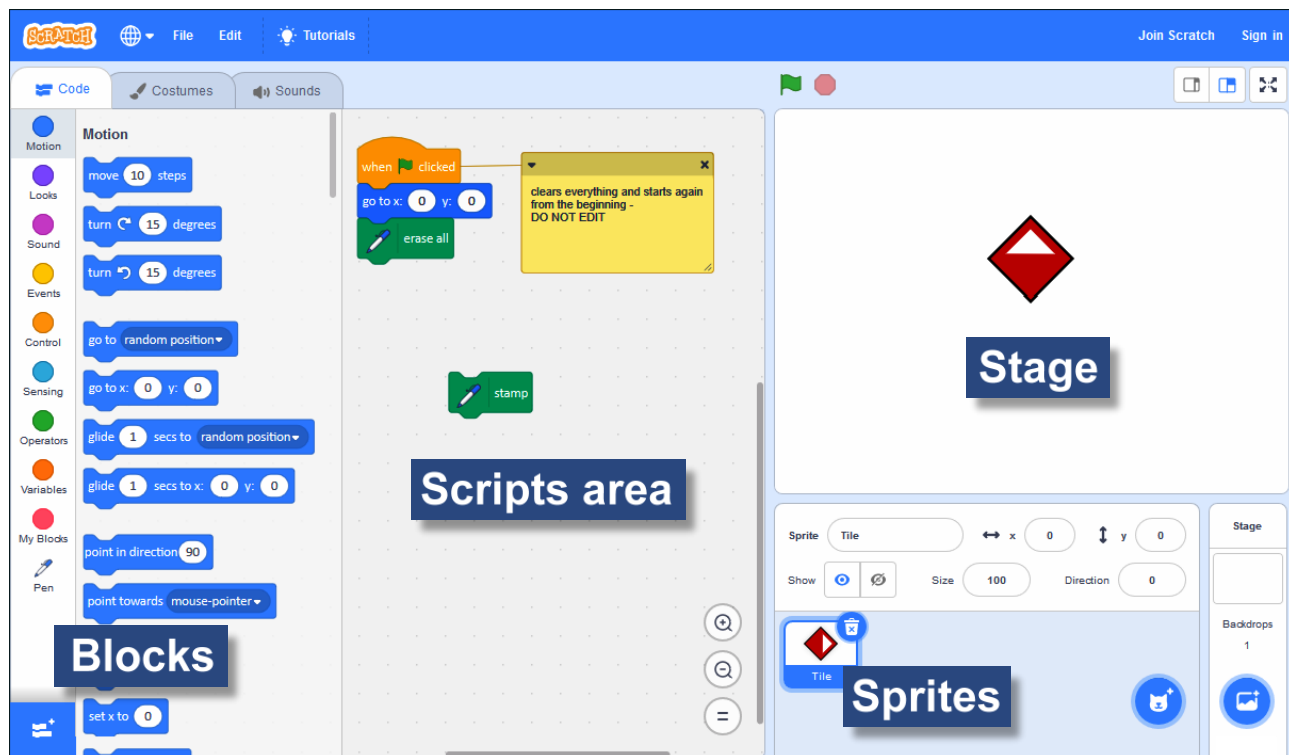 SCRATCH
File
Edit
Tutorials
Join Scratch
Sign in
Code
Costumes
Sounds
Motion
Looks
Sound
Events
Control
Sensing
Operators
Variables
My Blocks
Pen
Motion
move 10 steps
turn 15 degrees
turn 15 degrees
go to random position
go to x: 0 y: 0
glide 1 secs to random position
glide 1 secs to x: 0 y: 0
point in direction 90
point towards mouse-pointer
set x to 0
Blocks
when clicked
go to x: 0 y: 0
erase all
clears everything and starts again
from the beginning -
DO NOT EDIT
stamp
Scripts area
Stage
Sprite Tile x 0 y 0
Show Size 100 Direction 0
Tile
Sprites
Stage
Backdrops
1